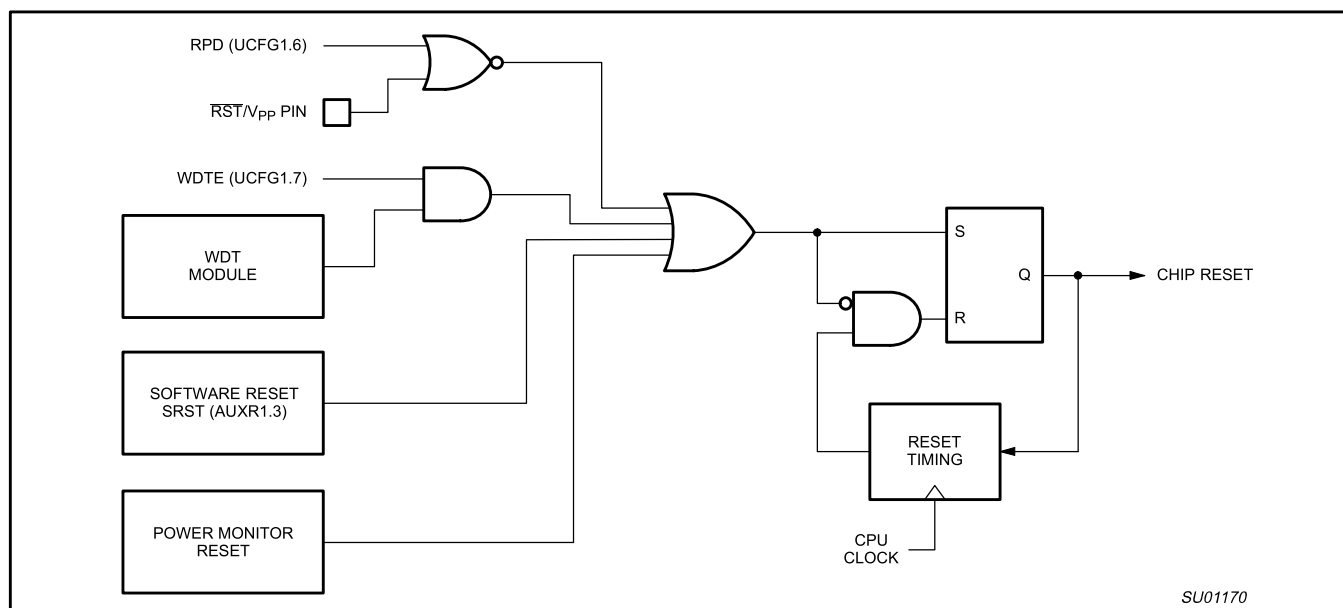 RPD (UCFG1.6)
RST/VPP PIN
WDTE (UCFG1.7)
WDT
MODULE
SOFTWARE RESET
SRST (AUXR1.3)
POWER MONITOR
RESET
S
Q
R
CHIP RESET
RESET
TIMING
CPU
CLOCK
SU01170